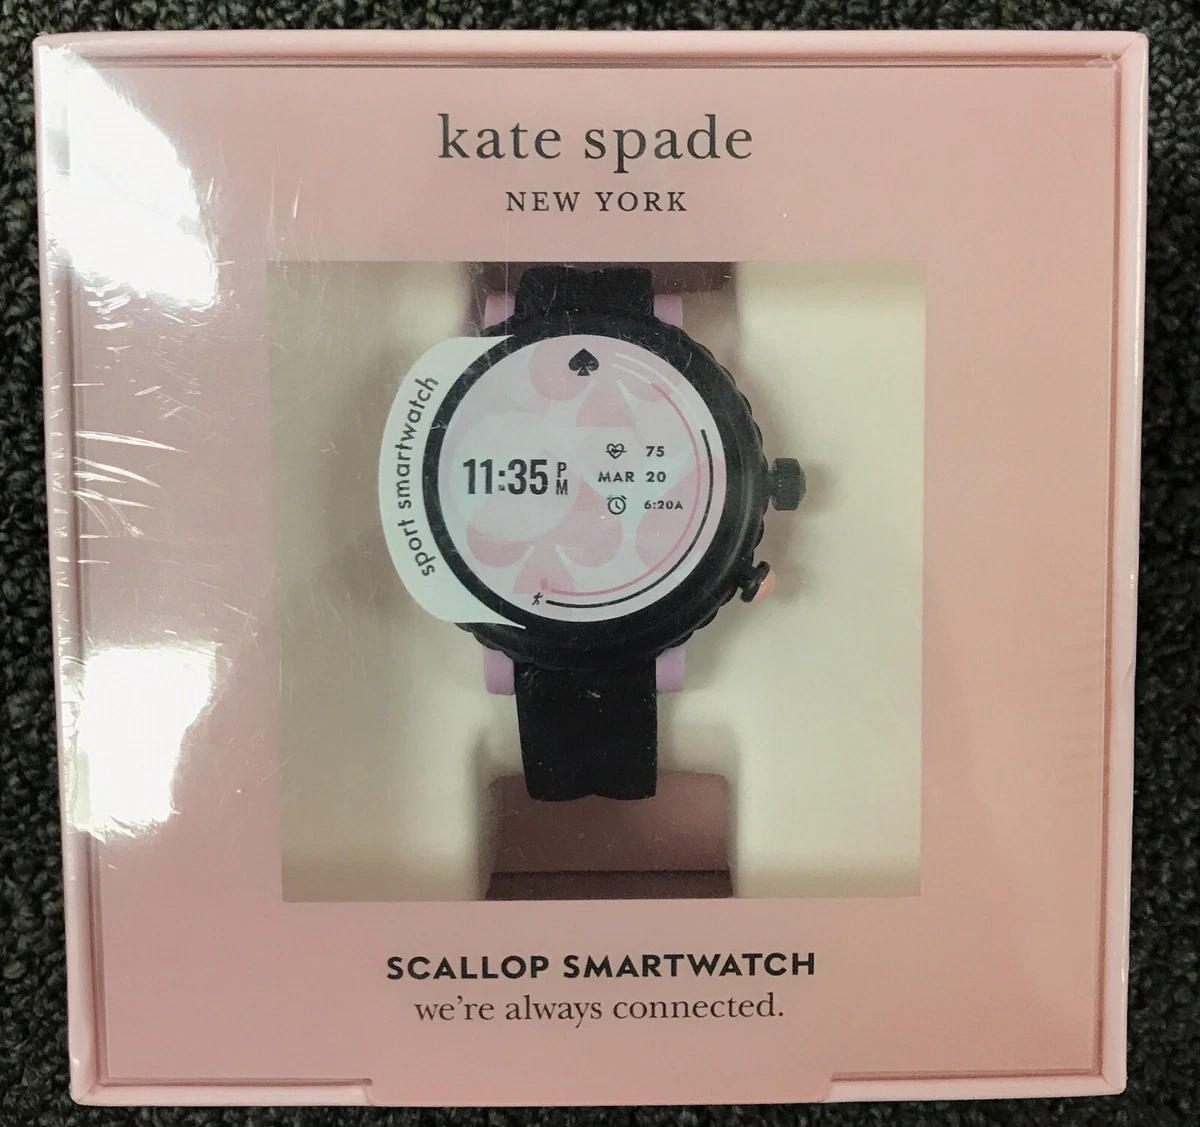 kate spade
NEW YORK
sport smartwatch
11:35 PM
75
MAR 20
6:20A
SCALLOP SMARTWATCH
we're always connected.